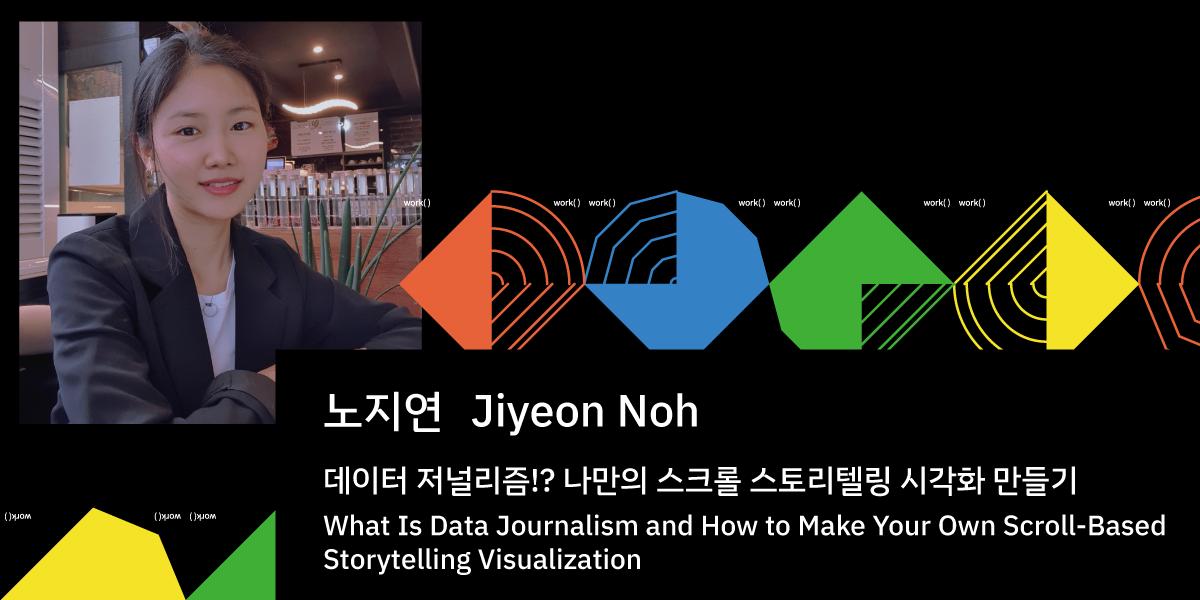 work( )
work( ) work( )
work( ) work( )
work( ) work( )
work( ) work( )
노지연 Jiyeon Noh
데이터 저널리즘!? 나만의 스크롤 스토리텔링 시각화 만들기
What Is Data Journalism and How to Make Your Own Scroll-Based
Storytelling Visualization
work( )
work( ) work( )